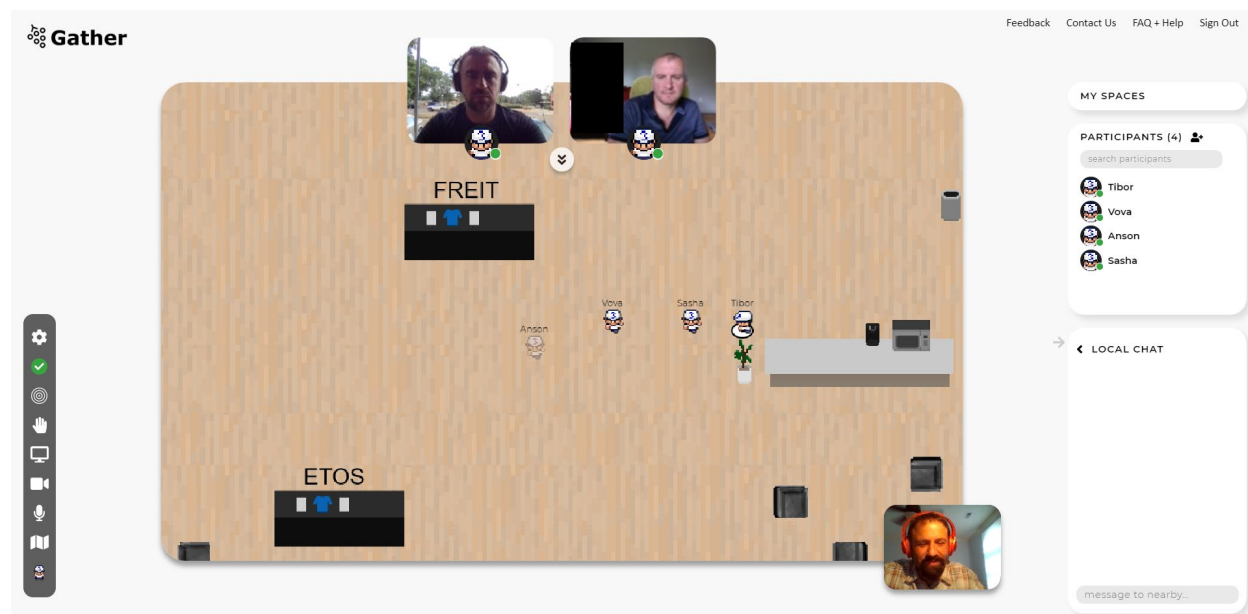 Gather
Feedback Contact Us FAQ + Help Sign Out
MY SPACES
PARTICIPANTS (4)
search participants
Tibor
Vova
Anson
Sasha
FREIT
Vova
Sasha
Tibor
Anson
ETOS
LOCAL CHAT
message to nearby...